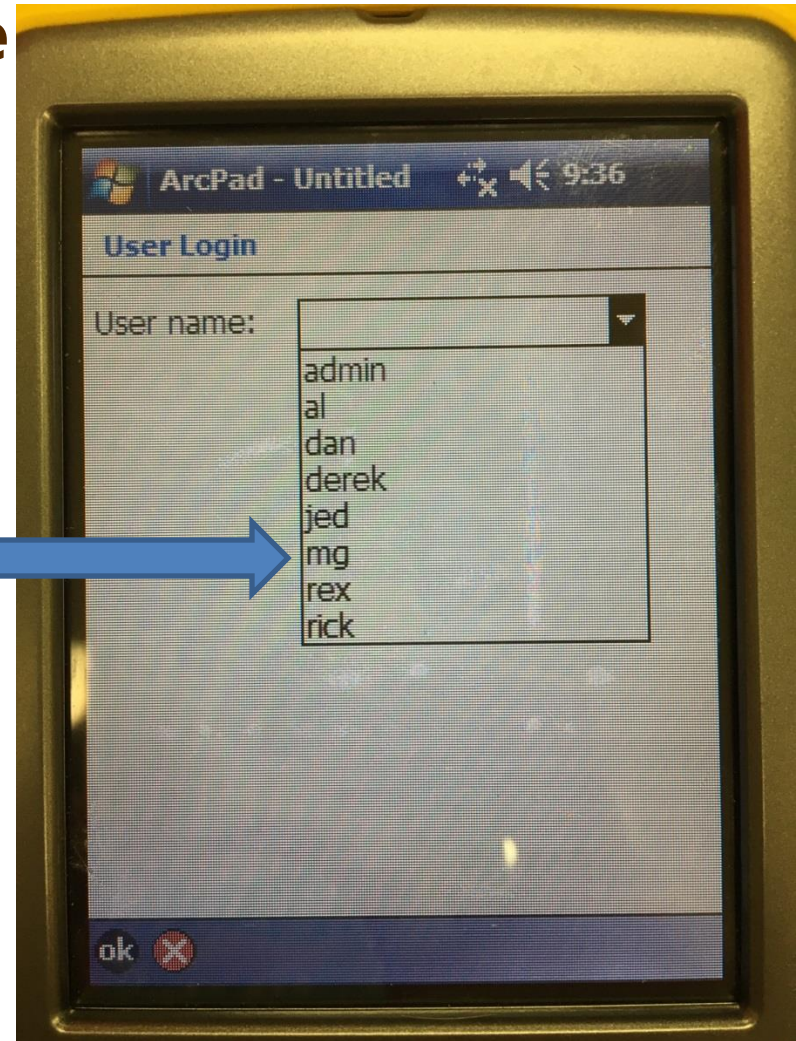 e
ArcPad - Untitled 9:36
User Login
User name:
admin
al
dan
derek
jed
mg
rex
rick
ok